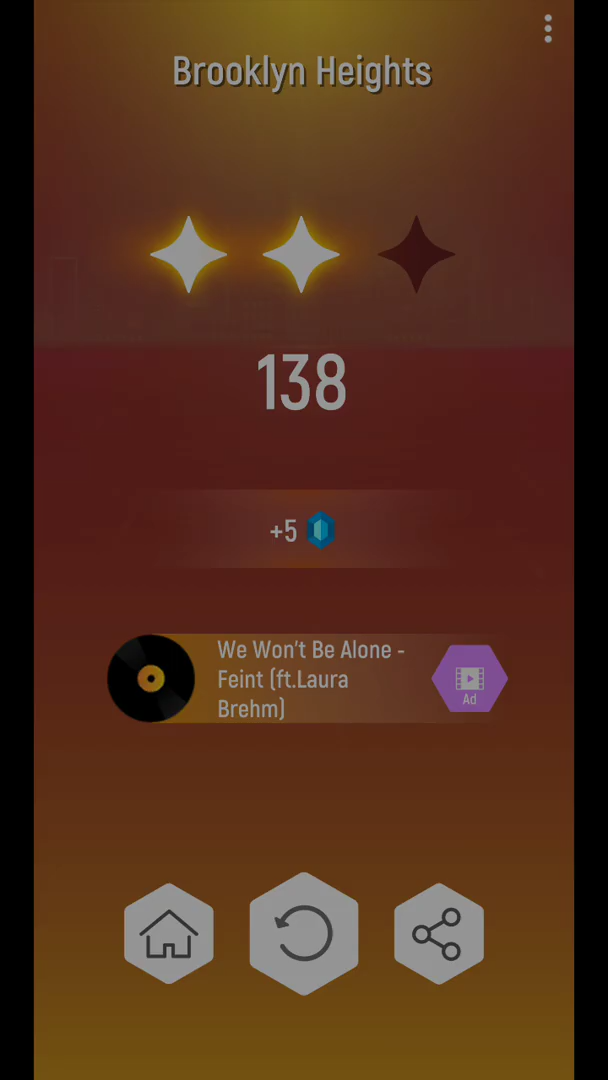 Brooklyn Heights
138
+5
We Won't Be Alone -
Feint (ft.Laura
Brehm)
Ad